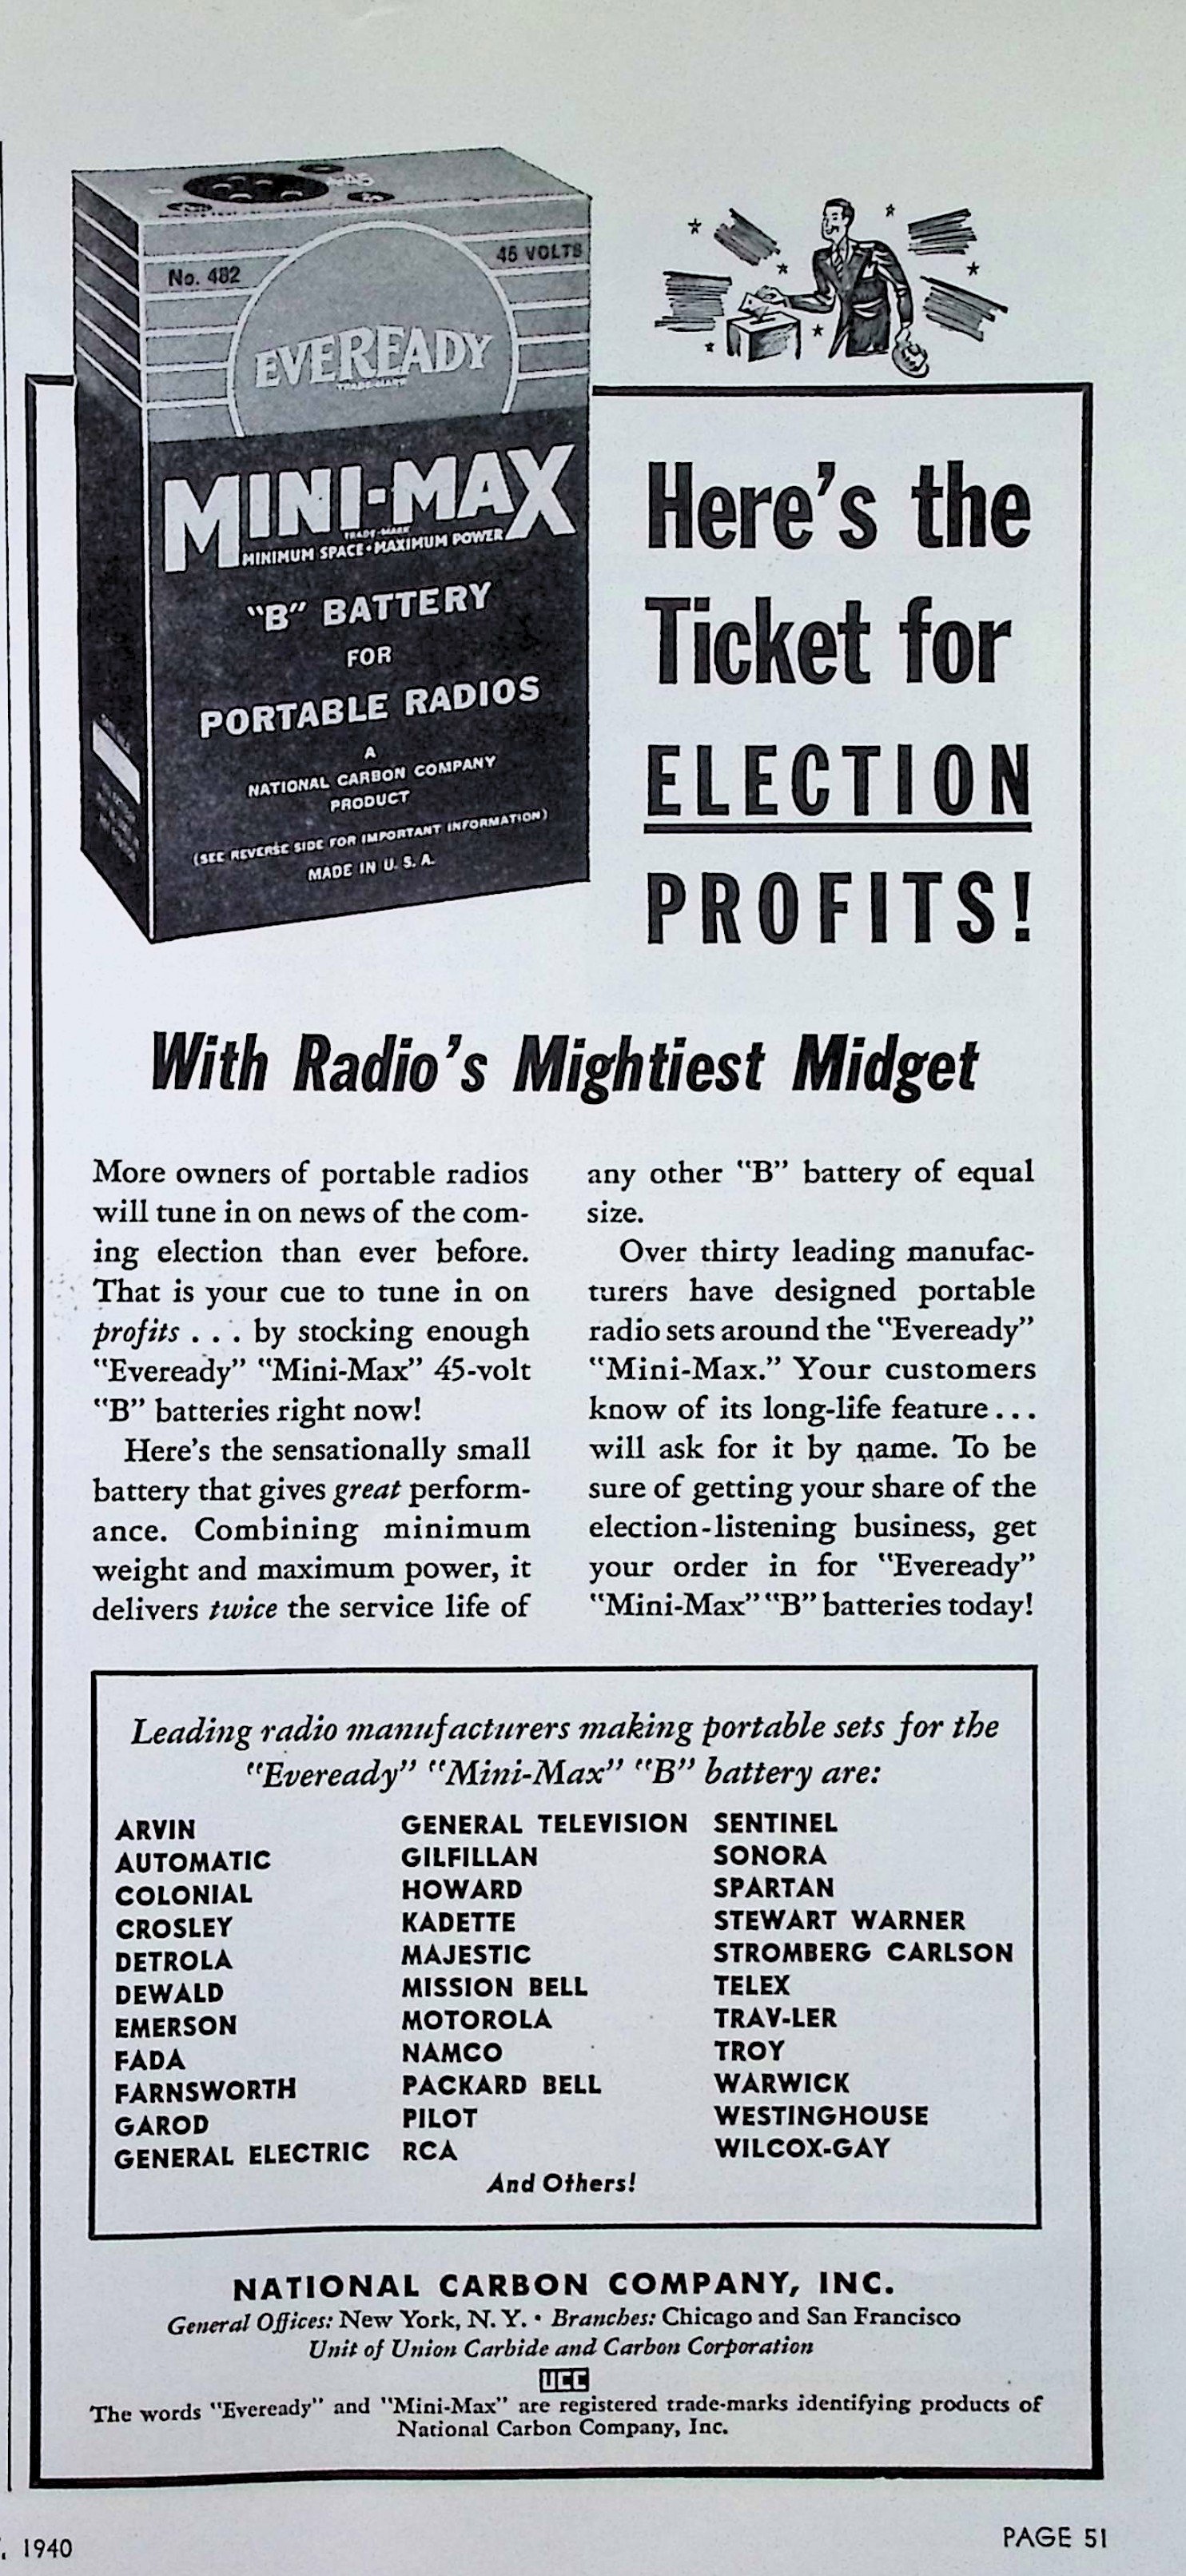 No. 482
45 VOLTS
EVEREADY
TRADE-MARK
MINI-MAX
TRADE-MARK
MINIMUM SPACE • MAXIMUM POWER
"B" BATTERY
FOR
PORTABLE RADIOS
A
NATIONAL CARBON COMPANY
PRODUCT
(SEE REVERSE SIDE FOR IMPORTANT INFORMATION)
MADE IN U. S. A.
Here's the
Ticket for
ELECTION
PROFITS!
With Radio's Mightiest Midget
More owners of portable radios
will tune in on news of the com-
ing election than ever before.
That is your cue to tune in on
profits . . . by stocking enough
"Eveready" "Mini-Max" 45-volt
"B" batteries right now!
Here's the sensationally small
battery that gives great perform-
ance. Combining minimum
weight and maximum power, it
delivers twice the service life of
any other "B" battery of equal
size.
Over thirty leading manufac-
turers have designed portable
radio sets around the "Eveready"
"Mini-Max." Your customers
know of its long-life feature . . .
will ask for it by name. To be
sure of getting your share of the
election-listening business, get
your order in for "Eveready"
"Mini-Max" "B" batteries today!
Leading radio manufacturers making portable sets for the
"Eveready" "Mini-Max" "B" battery are:
ARVIN
AUTOMATIC
COLONIAL
CROSLEY
DETROLA
DEWALD
EMERSON
FADA
FARNSWORTH
GAROD
GENERAL ELECTRIC
GENERAL TELEVISION
GILFILLAN
HOWARD
KADETTE
MAJESTIC
MISSION BELL
MOTOROLA
NAMCO
PACKARD BELL
PILOT
RCA
SENTINEL
SONORA
SPARTAN
STEWART WARNER
STROMBERG CARLSON
TELEX
TRAV-LER
TROY
WARWICK
WESTINGHOUSE
WILCOX-GAY
And Others!
NATIONAL CARBON COMPANY, INC.
General Offices: New York, N. Y. • Branches: Chicago and San Francisco
Unit of Union Carbide and Carbon Corporation
UCC
The words "Eveready" and "Mini-Max" are registered trade-marks identifying products of
National Carbon Company, Inc.
, 1940
PAGE 51